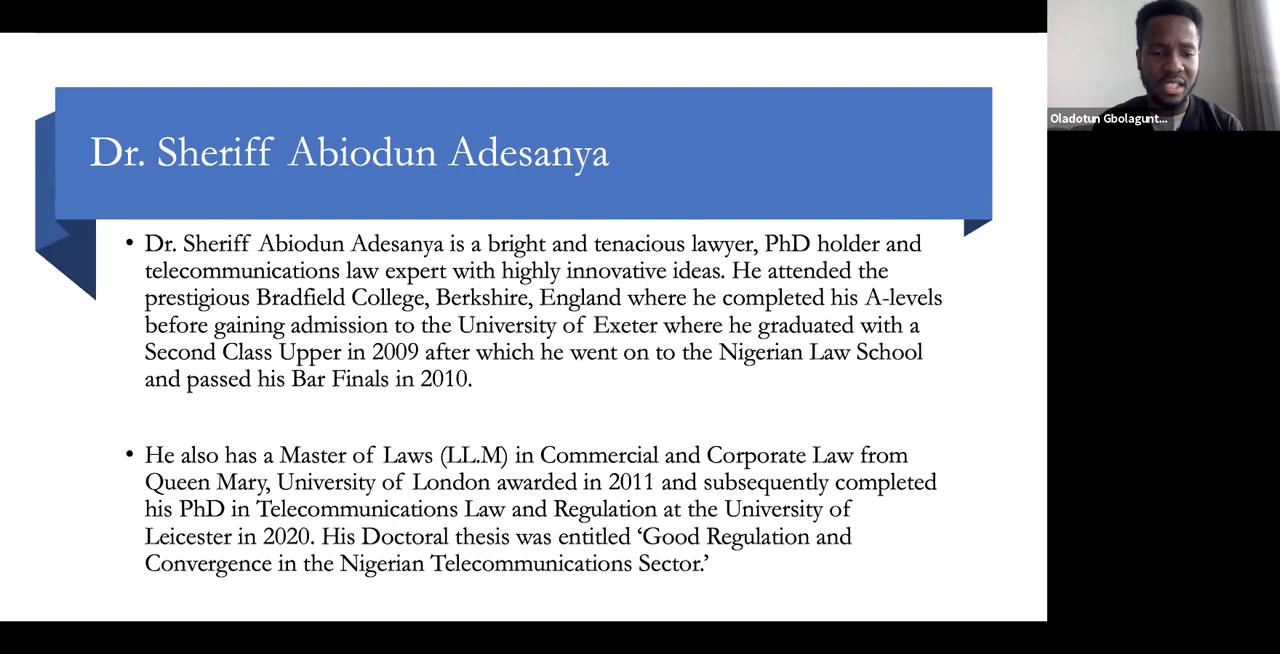 Dr. Sheriff Abiodun Adesanya
• Dr. Sheriff Abiodun Adesanya is a bright and tenacious lawyer, PhD holder and
telecommunications law expert with highly innovative ideas. He attended the
prestigious Bradfield College, Berkshire, England where he completed his A-levels
before gaining admission to the University of Exeter where he graduated with a
Second Class Upper in 2009 after which he went on to the Nigerian Law School
and passed his Bar Finals in 2010.
• He also has a Master of Laws (LL.M) in Commercial and Corporate Law from
Queen Mary, University of London awarded in 2011 and subsequently completed
his PhD in Telecommunications Law and Regulation at the University of
Leicester in 2020. His Doctoral thesis was entitled ‘Good Regulation and
Convergence in the Nigerian Telecommunications Sector.’
Oladotun Gbolagunt...